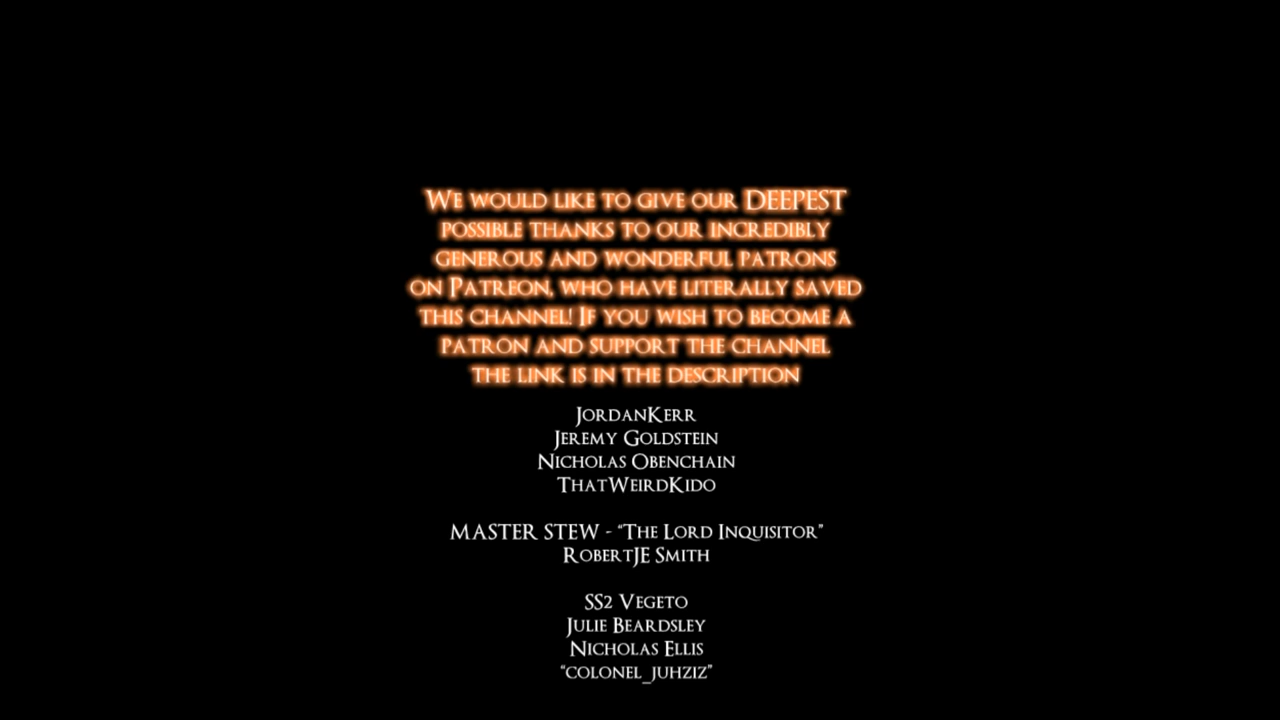 We would like to give our DEEPEST
possible thanks to our incredibly
generous and wonderful patrons
on Patreon, who have literally saved
this channel! If you wish to become a
patron and support the channel
the link is in the description
JordanKerr
Jeremy Goldstein
Nicholas Obenchain
ThatWeirdKido
MASTER STEW - "The Lord Inquisitor"
RobertJE Smith
SS2 Vegeto
Julie Beardsley
Nicholas Ellis
"colonel_juhziz"